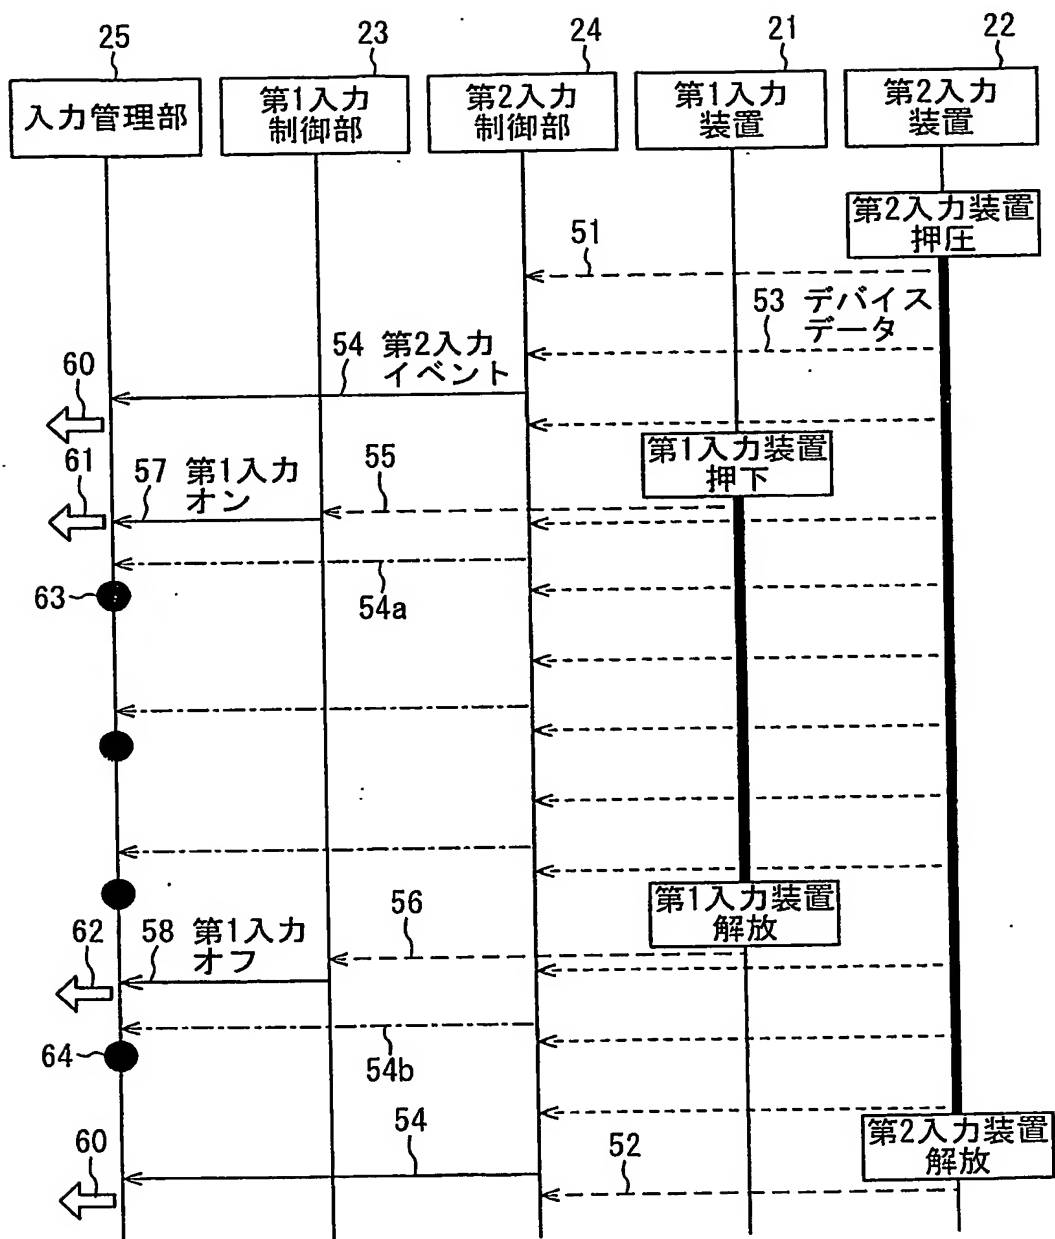 25
23
24
21
22
入力管理部
第1入力
制御部
第2入力
制御部
第1入力
装置
第2入力
装置
第2入力装置
押圧
51
53 デバイス
データ
54 第2入力
イベント
60
第1入力装置
押下
61
57 第1入力
オン
55
54a
63
第1入力装置
解放
56
62
58 第1入力
オフ
64
54b
54
第2入力装置
解放
60
52